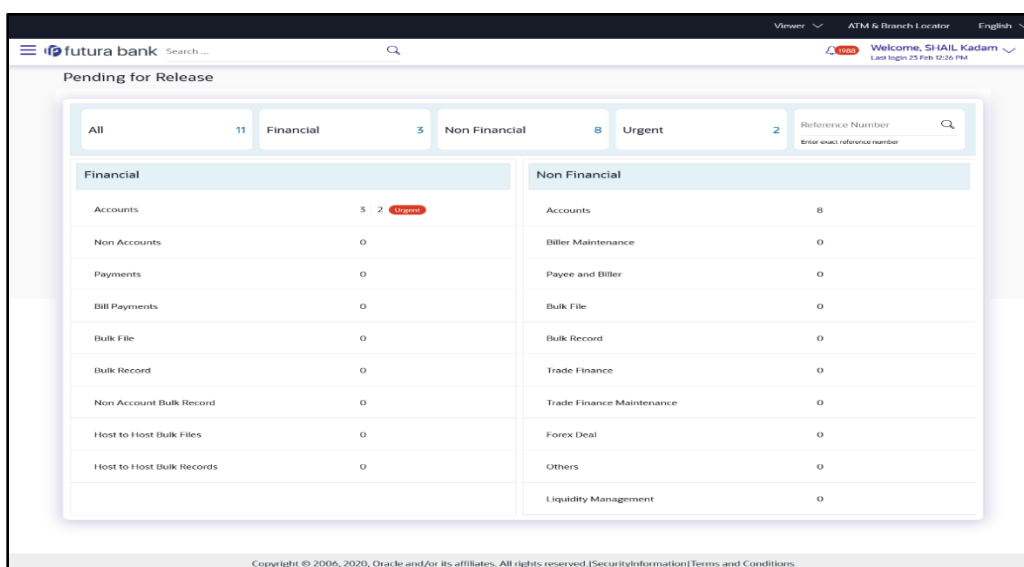 Viewer ATM & Branch Locator English
futura bank Search ... 1988 Welcome, SHAIL Kadam
Last login 25 Feb 12:26 PM
Pending for Release
All 11 Financial 3 Non Financial 8 Urgent 2 Reference Number
Enter exact reference number
Financial Non Financial
Accounts 3 2 Urgent Accounts 8
Non Accounts 0 Biller Maintenance 0
Payments 0 Payee and Biller 0
Bill Payments 0 Bulk File 0
Bulk File 0 Bulk Record 0
Bulk Record 0 Trade Finance 0
Non Account Bulk Record 0 Trade Finance Maintenance 0
Host to Host Bulk Files 0 Forex Deal 0
Host to Host Bulk Records 0 Others 0
Liquidity Management 0
Copyright © 2006, 2020, Oracle and/or its affiliates. All rights reserved.|SecurityInformation|Terms and Conditions